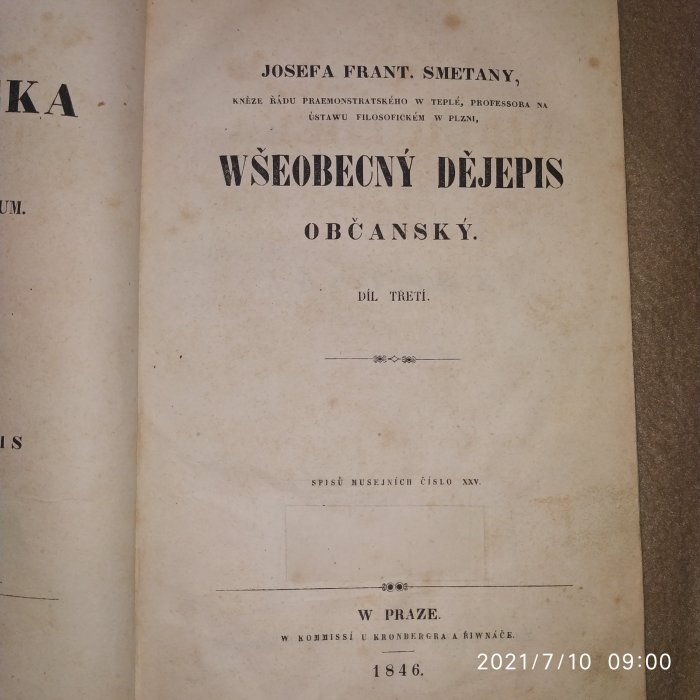 KA
UM.
IS
JOSEFA FRANT. SMETANY,
KNĚZE ŘÁDU PRAEMONSTRATSKÉHO W TEPLÉ, PROFESSORA NA
ÚSTAWU FILOSOFICKÉM W PLZNI,
WŠEOBECNÝ DĚJEPIS
OBČANSKÝ.
DÍL TŘETÍ.
SPISŮ MUSEJNÍCH ČÍSLO XXV.
W PRAZE.
W KOMMISSÍ U KRONBERGRA A ŘIWNÁČE.
1846.
2021/7/10 09:00